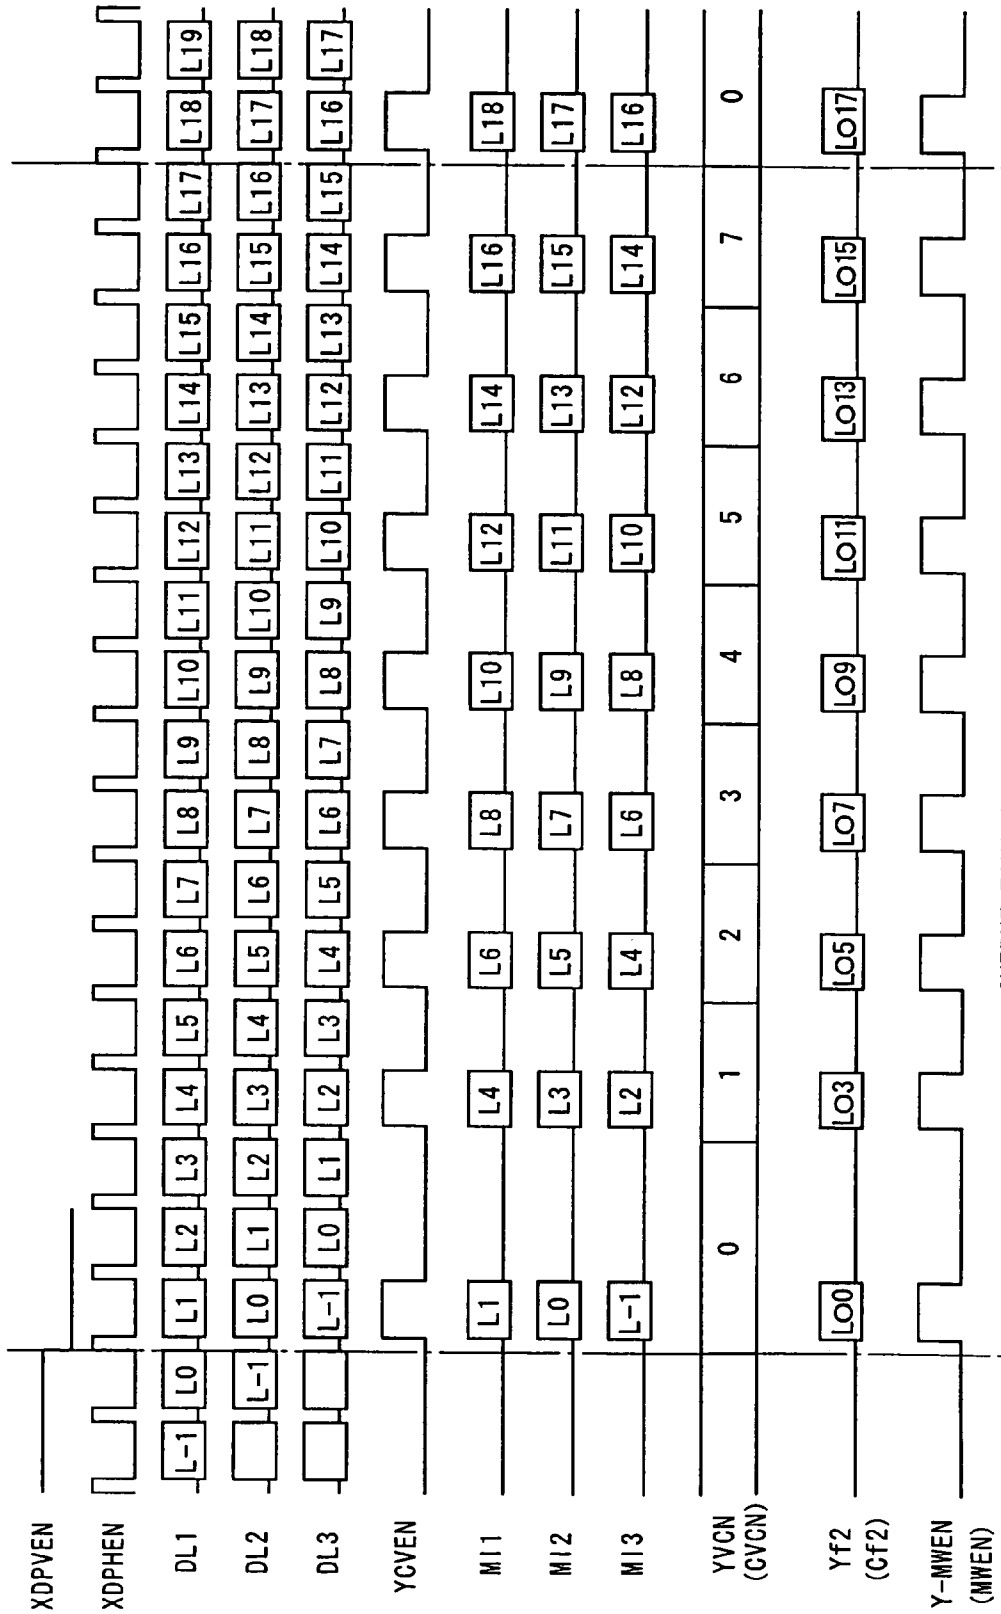 XDPVEN
XDPHEN
DL1 L-1 L0 L1 L2 L3 L4 L5 L6 L7 L8 L9 L10 L11 L12 L13 L14 L15 L16 L17 L18 L19
DL2 L-1 L0 L1 L2 L3 L4 L5 L6 L7 L8 L9 L10 L11 L12 L13 L14 L15 L16 L17 L18
DL3 L-1 L0 L1 L2 L3 L4 L5 L6 L7 L8 L9 L10 L11 L12 L13 L14 L15 L16 L17
YCVEN
MI1 L1 L4 L6 L8 L10 L12 L14 L16 L18
MI2 L0 L3 L5 L7 L9 L11 L13 L15 L17
MI3 L-1 L2 L4 L6 L8 L10 L12 L14 L16
YVCN 0 1 2 3 4 5 6 7 0
(CVCN)
Yf2 LO0 LO3 LO5 LO7 LO9 LO11 LO13 LO15 LO17
(Cf2)
Y-MWEN
(MWEN)